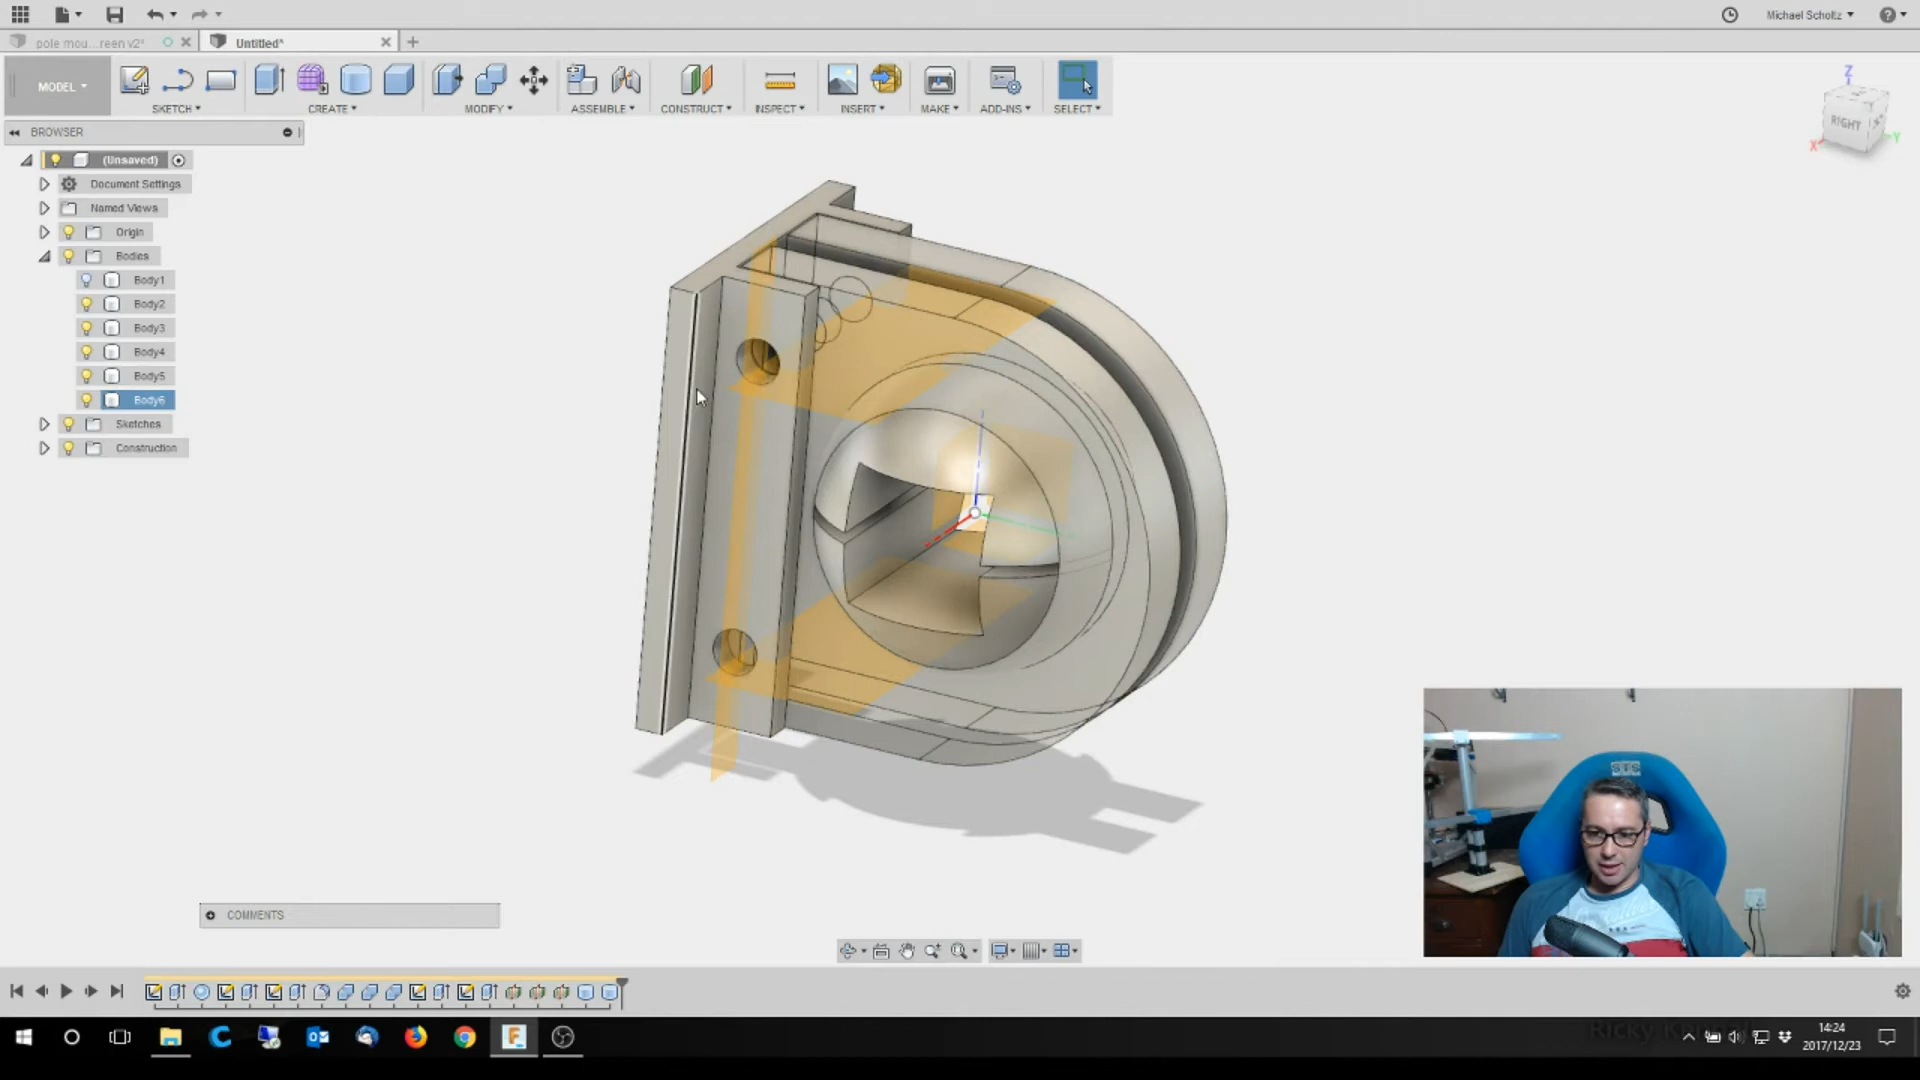 Michael Scholtz
pole mou...reen v2*
Untitled*
MODEL
SKETCH
CREATE
MODIFY
ASSEMBLE
CONSTRUCT
INSPECT
INSERT
MAKE
ADD-INS
SELECT
Z
RIGHT
X
Y
BROWSER
(Unsaved)
Document Settings
Named Views
Origin
Bodies
Body1
Body2
Body3
Body4
Body5
Body6
Sketches
Construction
STS
COMMENTS
14:24
2017/12/23